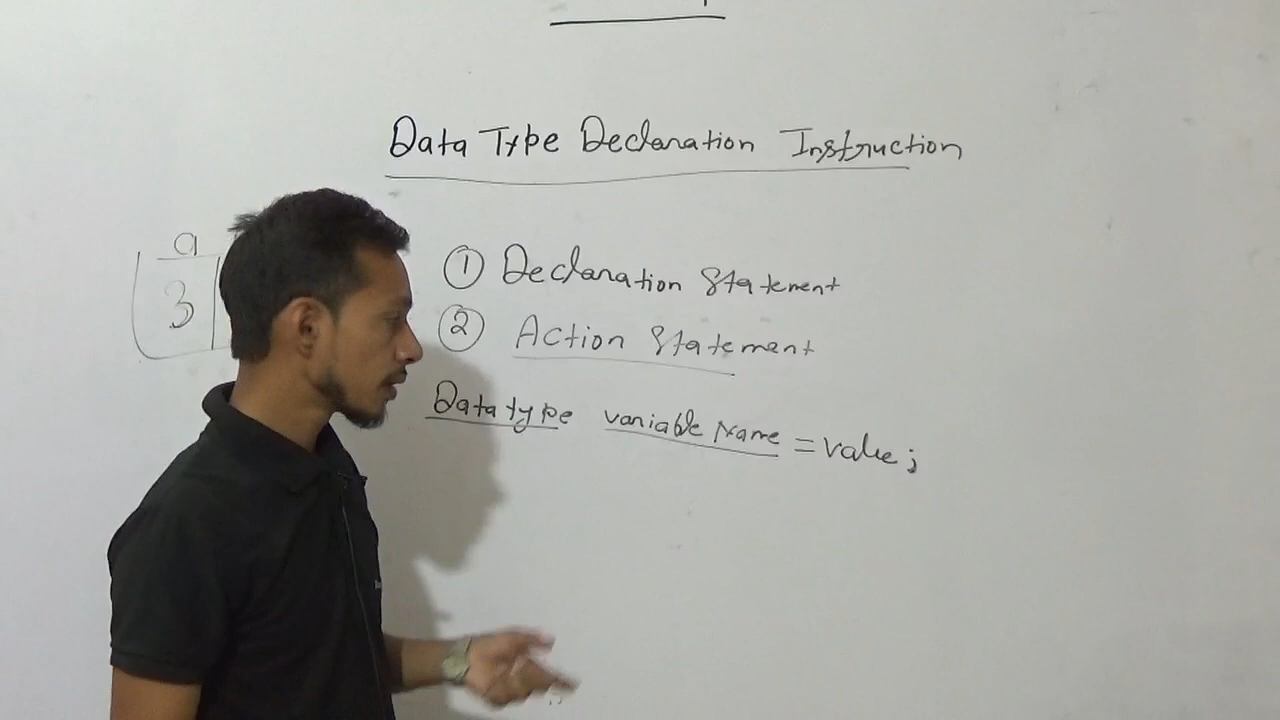 Data Type Declaration Instruction
a
3
① Declaration Statement
② Action Statement
Datatype variable Name = value;